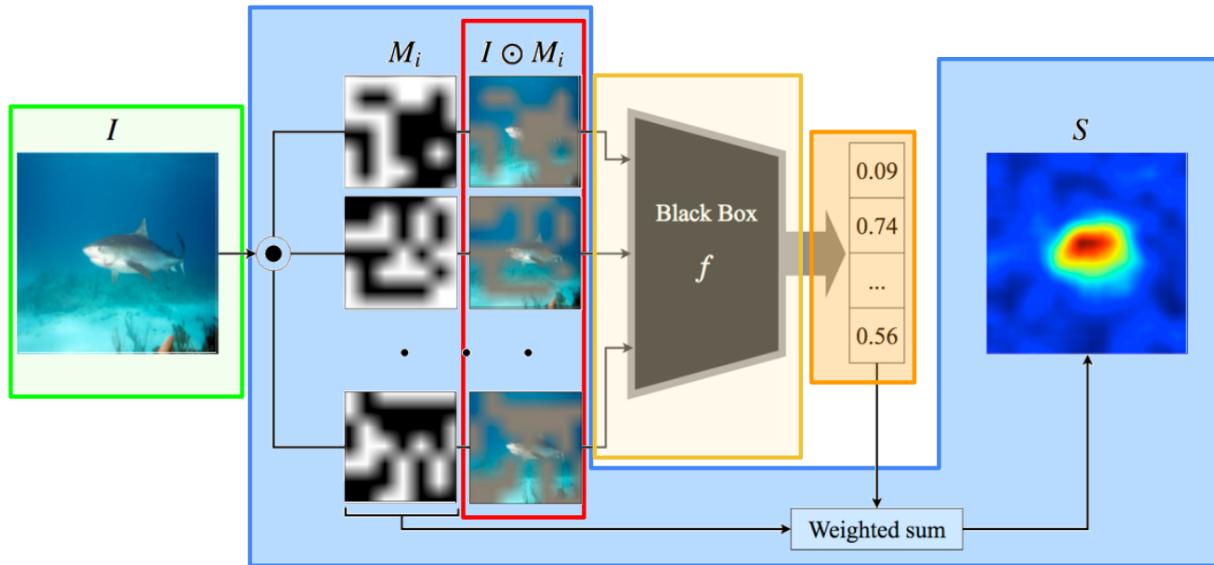 I
M_i
I ⊙ M_i
Black Box
f
0.09
0.74
...
0.56
S
Weighted sum